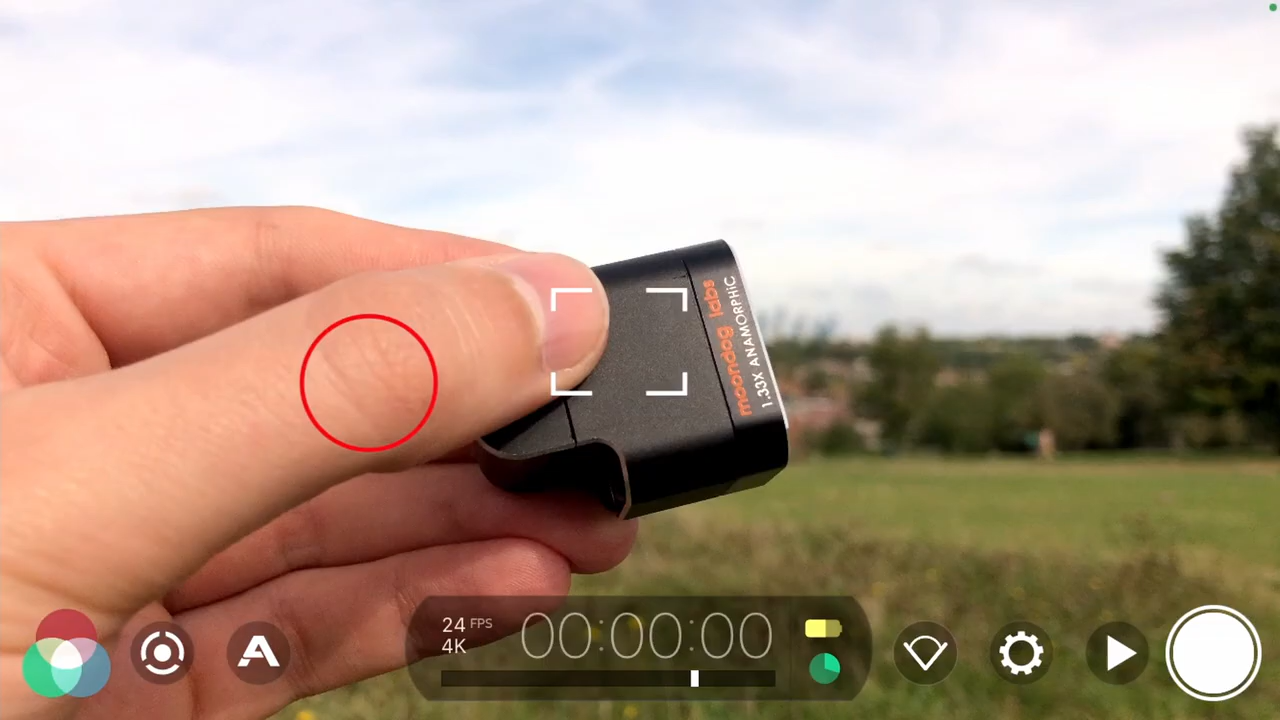 moondog labs
1.33X ANAMORPHiC
24 FPS
4K
00:00:00
A